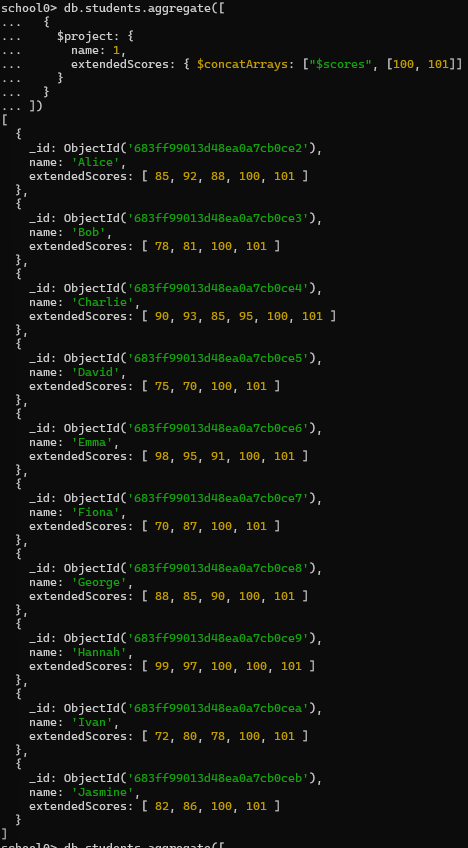 school0> db.students.aggregate([
...   {
...     $project: {
...       name: 1,
...       extendedScores: { $concatArrays: ["$scores", [100, 101]]
...     }
...   }
... ])
[
  {
    _id: ObjectId('683ff99013d48ea0a7cb0ce2'),
    name: 'Alice',
    extendedScores: [ 85, 92, 88, 100, 101 ]
  },
  {
    _id: ObjectId('683ff99013d48ea0a7cb0ce3'),
    name: 'Bob',
    extendedScores: [ 78, 81, 100, 101 ]
  },
  {
    _id: ObjectId('683ff99013d48ea0a7cb0ce4'),
    name: 'Charlie',
    extendedScores: [ 90, 93, 85, 95, 100, 101 ]
  },
  {
    _id: ObjectId('683ff99013d48ea0a7cb0ce5'),
    name: 'David',
    extendedScores: [ 75, 70, 100, 101 ]
  },
  {
    _id: ObjectId('683ff99013d48ea0a7cb0ce6'),
    name: 'Emma',
    extendedScores: [ 98, 95, 91, 100, 101 ]
  },
  {
    _id: ObjectId('683ff99013d48ea0a7cb0ce7'),
    name: 'Fiona',
    extendedScores: [ 70, 87, 100, 101 ]
  },
  {
    _id: ObjectId('683ff99013d48ea0a7cb0ce8'),
    name: 'George',
    extendedScores: [ 88, 85, 90, 100, 101 ]
  },
  {
    _id: ObjectId('683ff99013d48ea0a7cb0ce9'),
    name: 'Hannah',
    extendedScores: [ 99, 97, 100, 100, 101 ]
  },
  {
    _id: ObjectId('683ff99013d48ea0a7cb0cea'),
    name: 'Ivan',
    extendedScores: [ 72, 80, 78, 100, 101 ]
  },
  {
    _id: ObjectId('683ff99013d48ea0a7cb0ceb'),
    name: 'Jasmine',
    extendedScores: [ 82, 86, 100, 101 ]
  }
]
school0> db.students.aggregate([